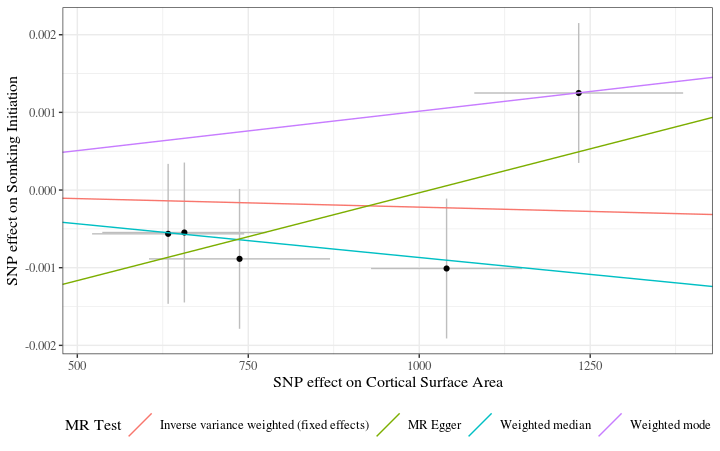 0.002
0.001
0.000
-0.001
-0.002
SNP effect on Somking Initiation
500 750 1000 1250
SNP effect on Cortical Surface Area
MR Test Inverse variance weighted (fixed effects) MR Egger Weighted median Weighted mode